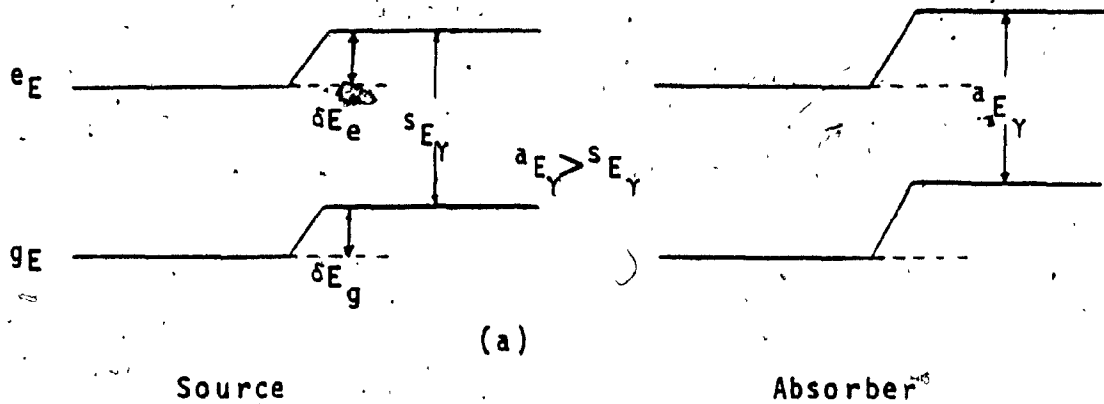 eE
δEe
sEγ
aEγ > sEγ
aEγ
gE
δEg
(a)
Source Absorber